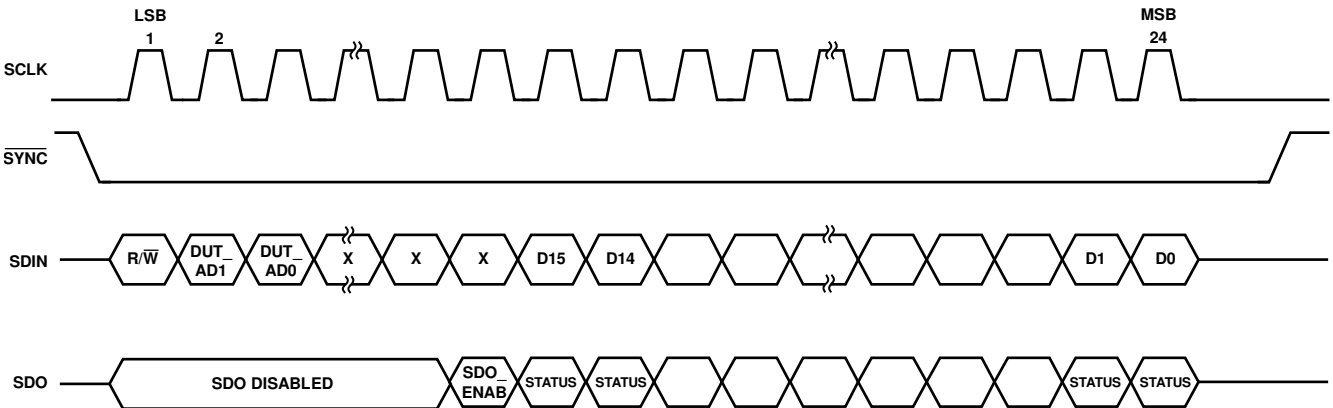 LSB MSB
1 2 24
SCLK
SYNC
SDIN R/W DUT_ AD1 DUT_ AD0 X X X D15 D14 D1 D0
SDO SDO DISABLED SDO_ ENAB STATUS STATUS STATUS STATUS